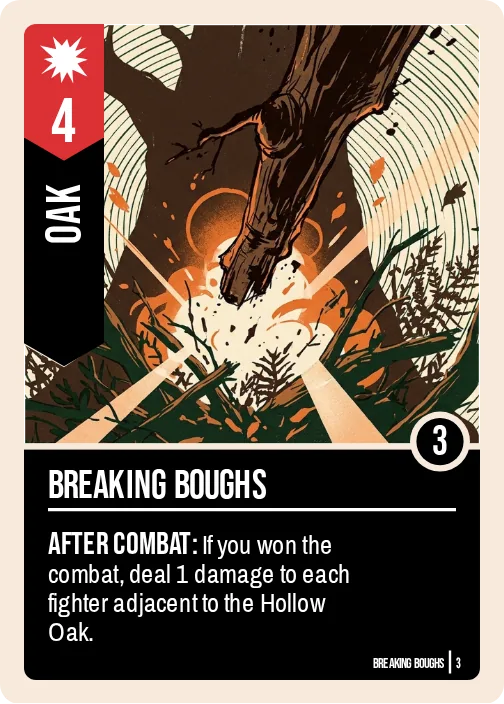 4
OAK
3
BREAKING BOUGHS
AFTER COMBAT: If you won the
combat, deal 1 damage to each
fighter adjacent to the Hollow
Oak.
BREAKING BOUGHS | 3